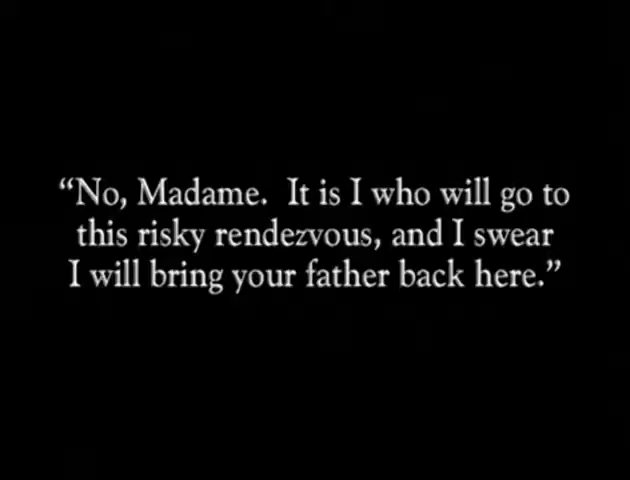 “No, Madame.  It is I who will go to
this risky rendezvous, and I swear
I will bring your father back here.”